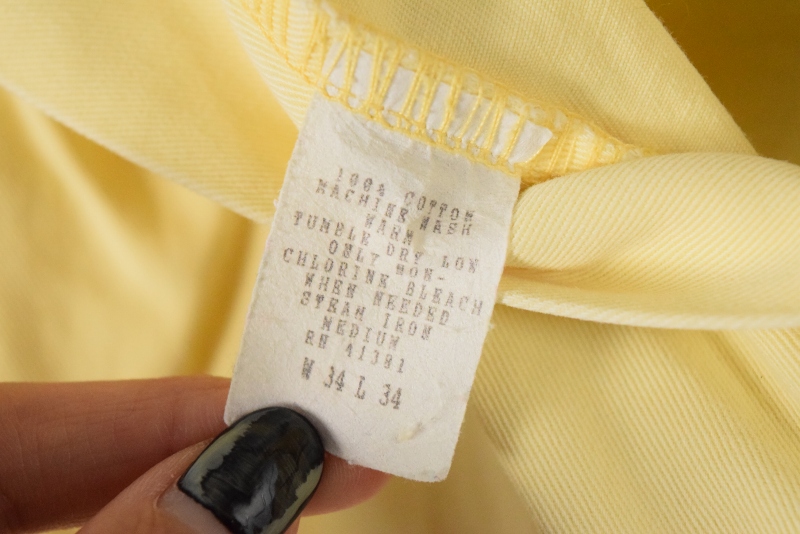 100% COTTON
MACHINE WASH
WARM
TUMBLE DRY LOW
ONLY NON-
CHLORINE BLEACH
WHEN NEEDED
STEAM IRON
MEDIUM
RN 41381
W 34 L 34